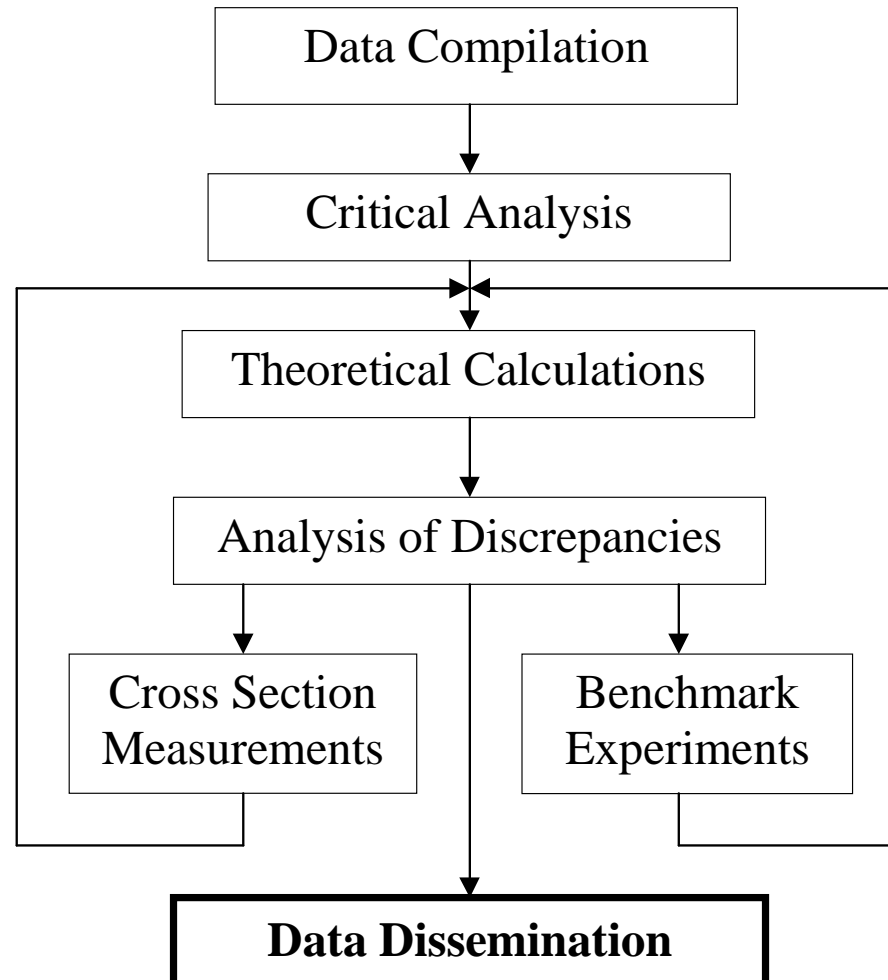 Data Compilation
Critical Analysis
Theoretical Calculations
Analysis of Discrepancies
Cross Section
Measurements
Benchmark
Experiments
Data Dissemination